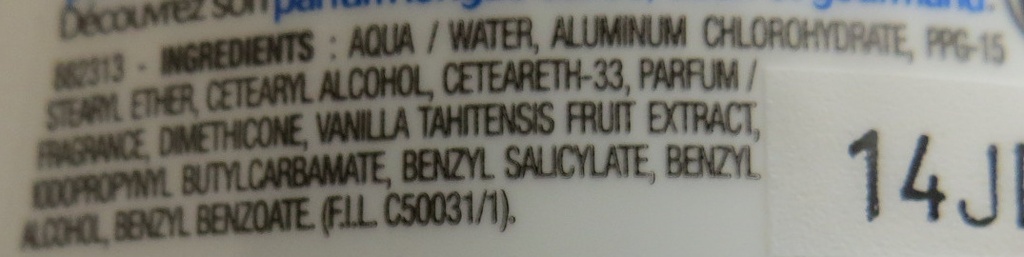 Découvrez son parfum
882313 - INGREDIENTS : AQUA / WATER, ALUMINUM CHLOROHYDRATE, PPG-15
STEARYL ETHER, CETEARYL ALCOHOL, CETEARETH-33, PARFUM /
FRAGRANCE, DIMETHICONE, VANILLA TAHITENSIS FRUIT EXTRACT,
IODOPROPYNYL BUTYLCARBAMATE, BENZYL SALICYLATE, BENZYL
ALCOHOL, BENZYL BENZOATE. (F.I.L. C50031/1).
14J